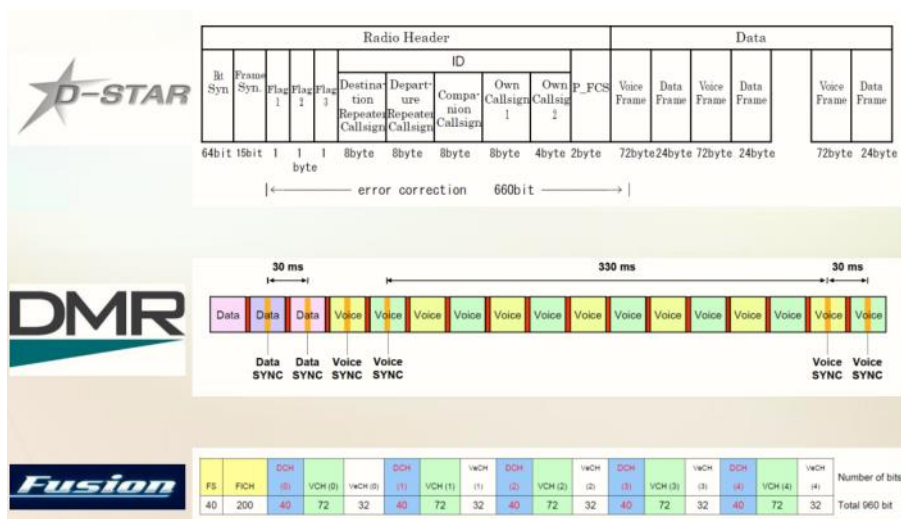 D-STAR
Radio Header Data
ID
Bit Syn Frame Syn. Flag 1 Flag 2 Flag 3 Destina- tion Repeater Callsign Depart- ure Repeater Callsign Compa- nion Callsign Own Callsign 1 Own Callsig 2 P_FCS Voice Frame Data Frame Voice Frame Data Frame Voice Frame Data Frame
64bit 15bit 1 1 1 8byte 8byte 8byte 8byte 4byte 2byte 72byte 24byte 72byte 24byte 72byte 24byte
byte
error correction 660bit
30 ms 330 ms 30 ms
DMR
Data Data Data Voice Voice Voice Voice Voice Voice Voice Voice Voice Voice Voice Voice Voice Voice
Data SYNC Data SYNC Voice SYNC Voice SYNC Voice SYNC Voice SYNC
Fusion
FS FICH DCH (0) VCH (0) VeCH (0) DCH (1) VCH (1) VeCH (1) DCH (2) VCH (2) VeCH (2) DCH (3) VCH (3) VeCH (3) DCH (4) VCH (4) VeCH (4) Number of bits
40 200 40 72 32 40 72 32 40 72 32 40 72 32 40 72 32 Total 960 bit